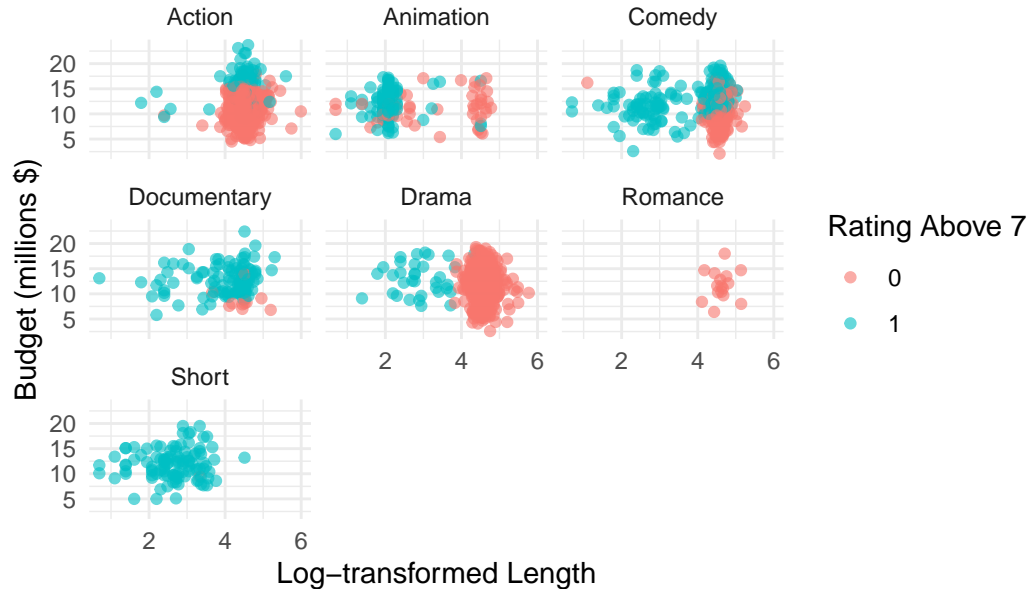 Action Animation Comedy
20
15
10
5
Documentary Drama Romance
20
15
10
5
2 4 6 2 4 6
Short
20
15
10
5
2 4 6
Log−transformed Length
Budget (millions $)
Rating Above 7
0
1